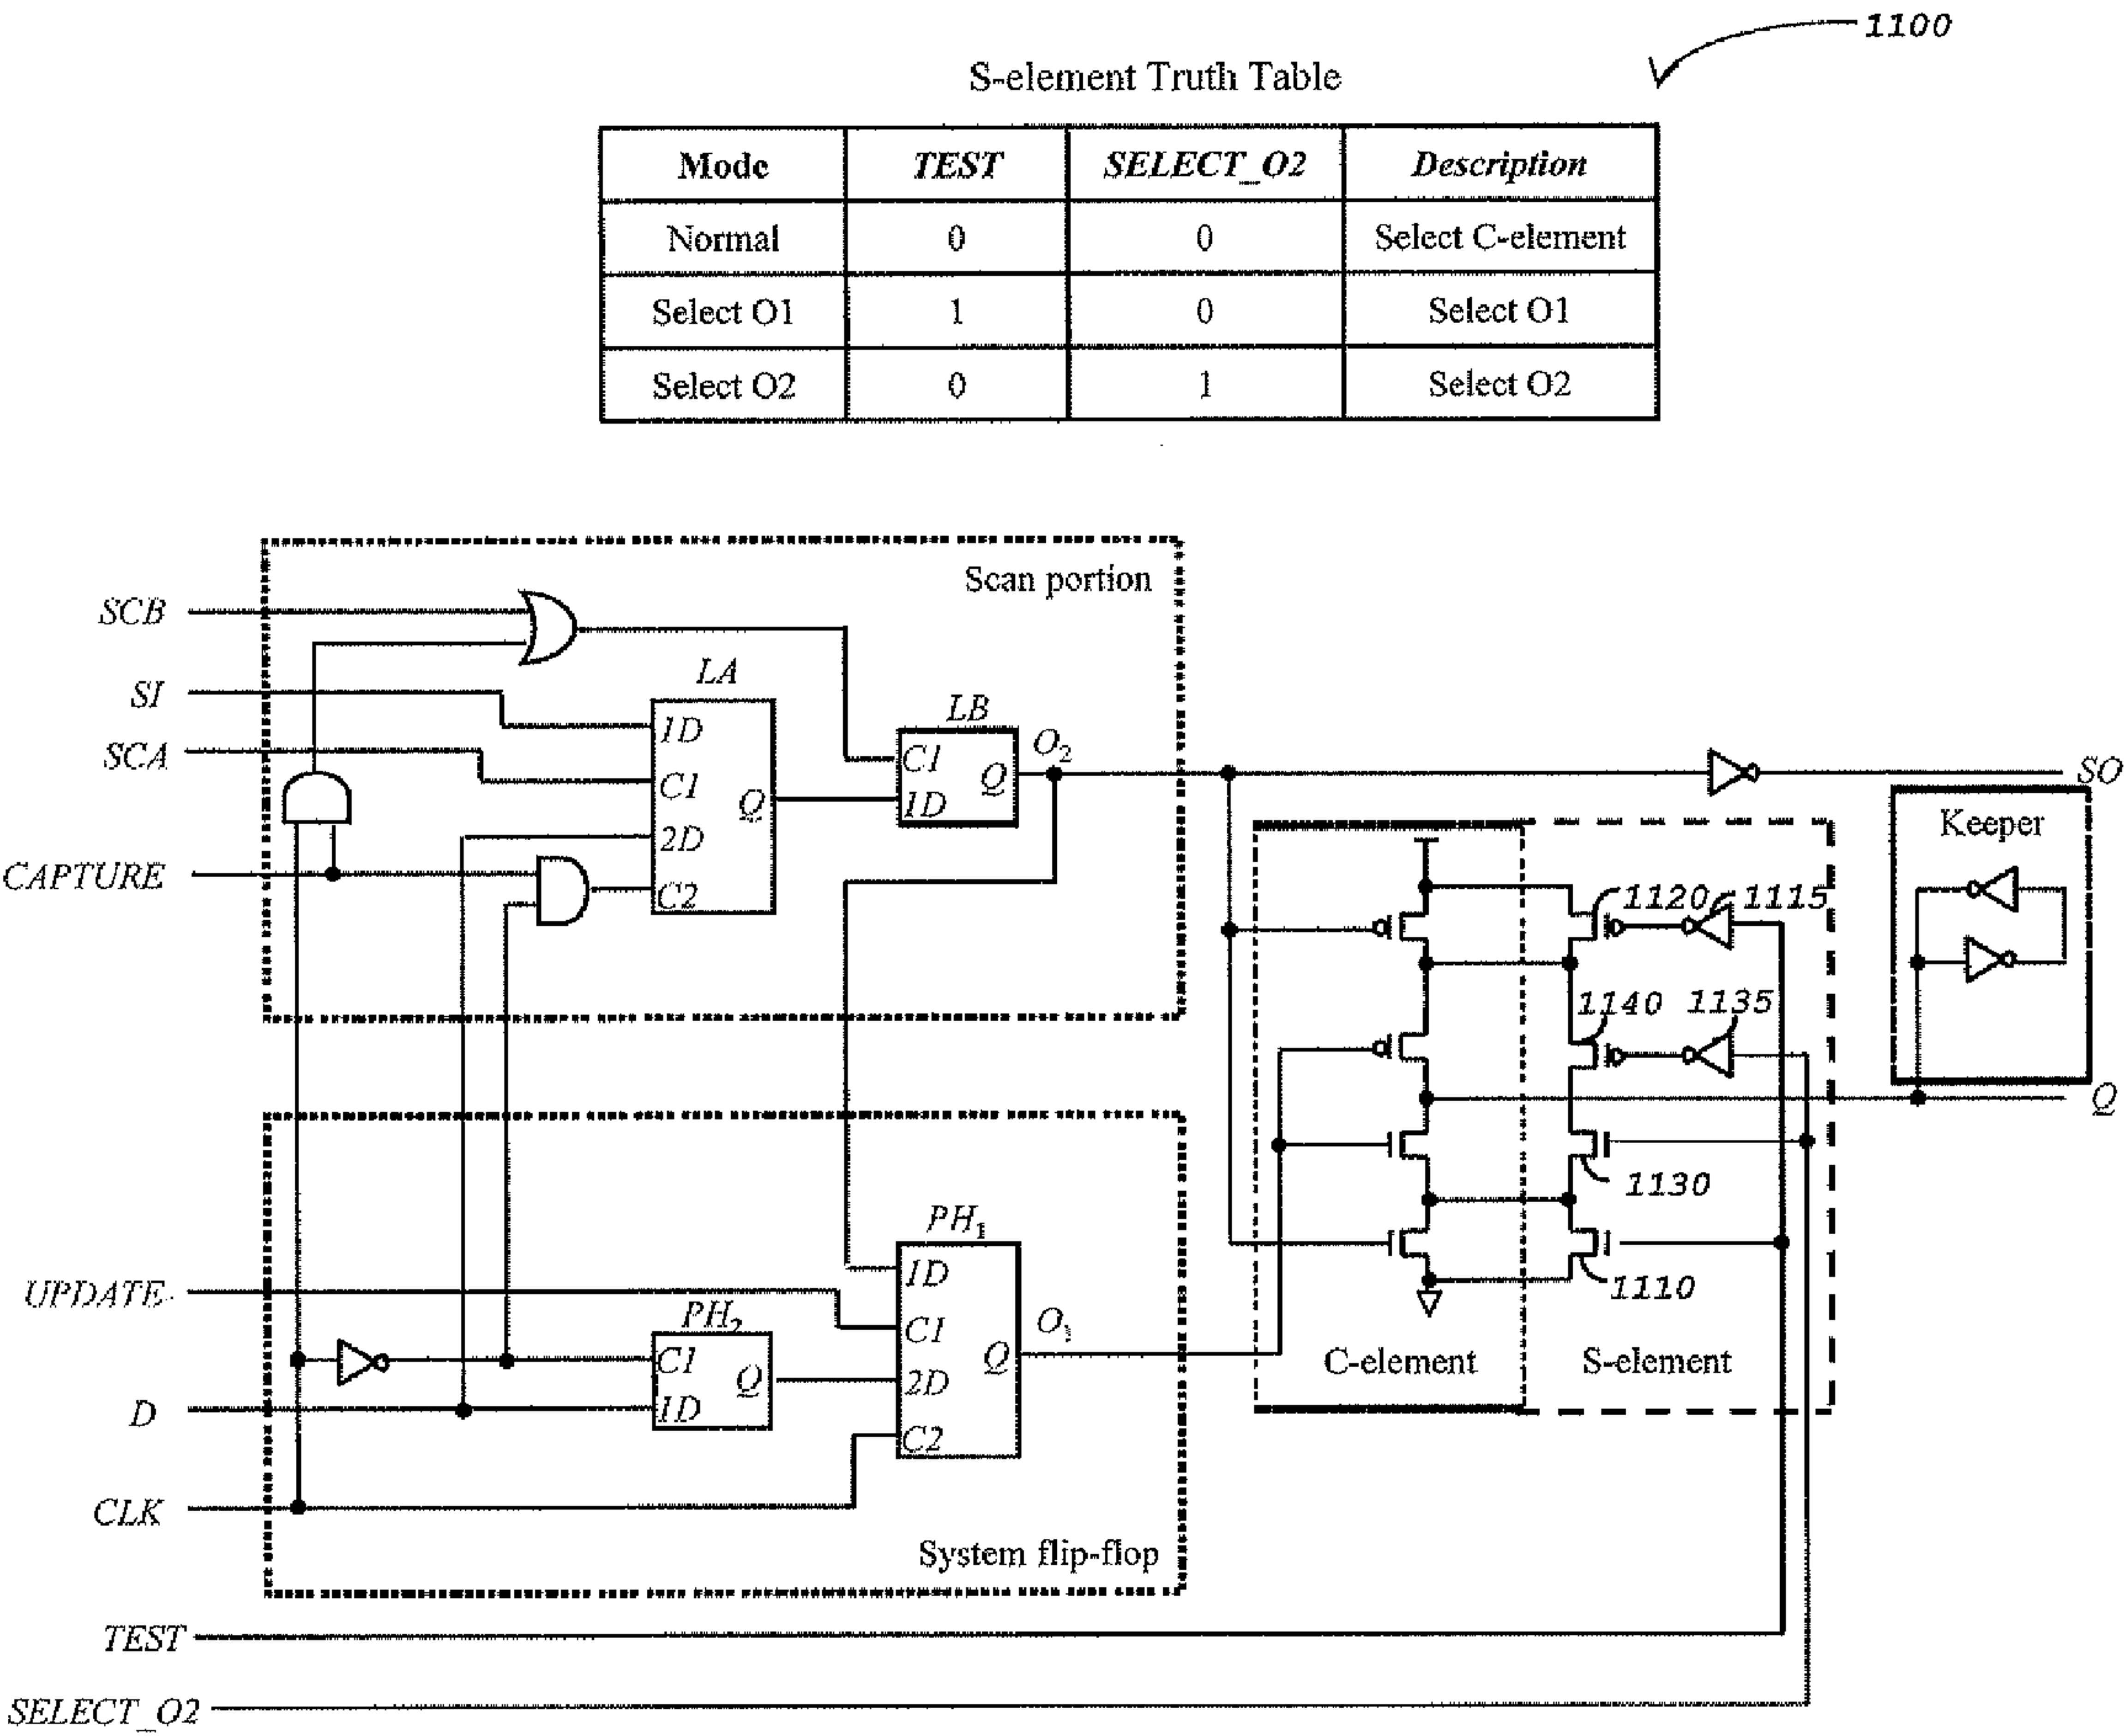 1100
S-element Truth Table
Mode TEST SELECT_O2 Description
Normal 0 0 Select C-element
Select O1 1 0 Select O1
Select O2 0 1 Select O2
Scan portion
SCB
LA
SI
1D
LB
SCA
C1
C1
O2
Q
SO
Q
1D
2D
Keeper
CAPTURE
C2
1120
1115
1140
1135
Q
1130
PH1
1D
1110
UPDATE
PH2
C1
O1
C1
Q
Q
2D
C-element
S-element
D
1D
C2
CLK
System flip-flop
TEST
SELECT_O2